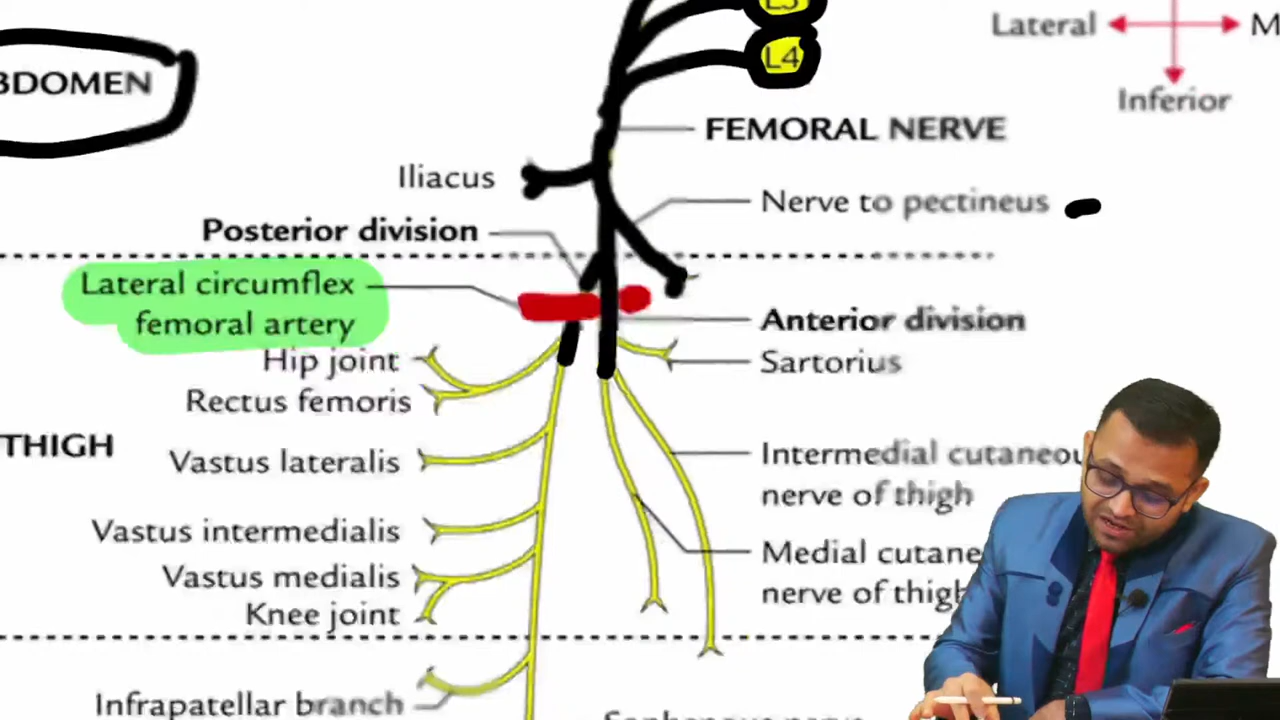 L4
Lateral
Inferior
BDOMEN
FEMORAL NERVE
Iliacus
Nerve to pectineus
Posterior division
Lateral circumflex
femoral artery
Anterior division
Hip joint
Sartorius
Rectus femoris
THIGH
Vastus lateralis
Intermedial cutaneou
nerve of thigh
Vastus intermedialis
Medial cutane
nerve of thigh
Vastus medialis
Knee joint
Infrapatellar branch